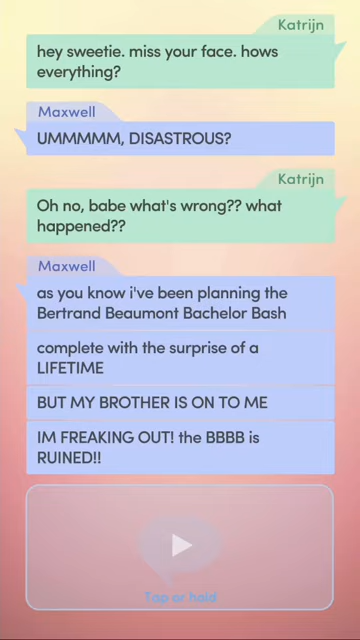 Katrijn
hey sweetie. miss your face. hows
everything?
Maxwell
UMMMMM, DISASTROUS?
Katrijn
Oh no, babe what's wrong?? what
happened??
Maxwell
as you know i've been planning the
Bertrand Beaumont Bachelor Bash
complete with the surprise of a
LIFETIME
BUT MY BROTHER IS ON TO ME
IM FREAKING OUT! the BBBB is
RUINED!!
Tap or hold